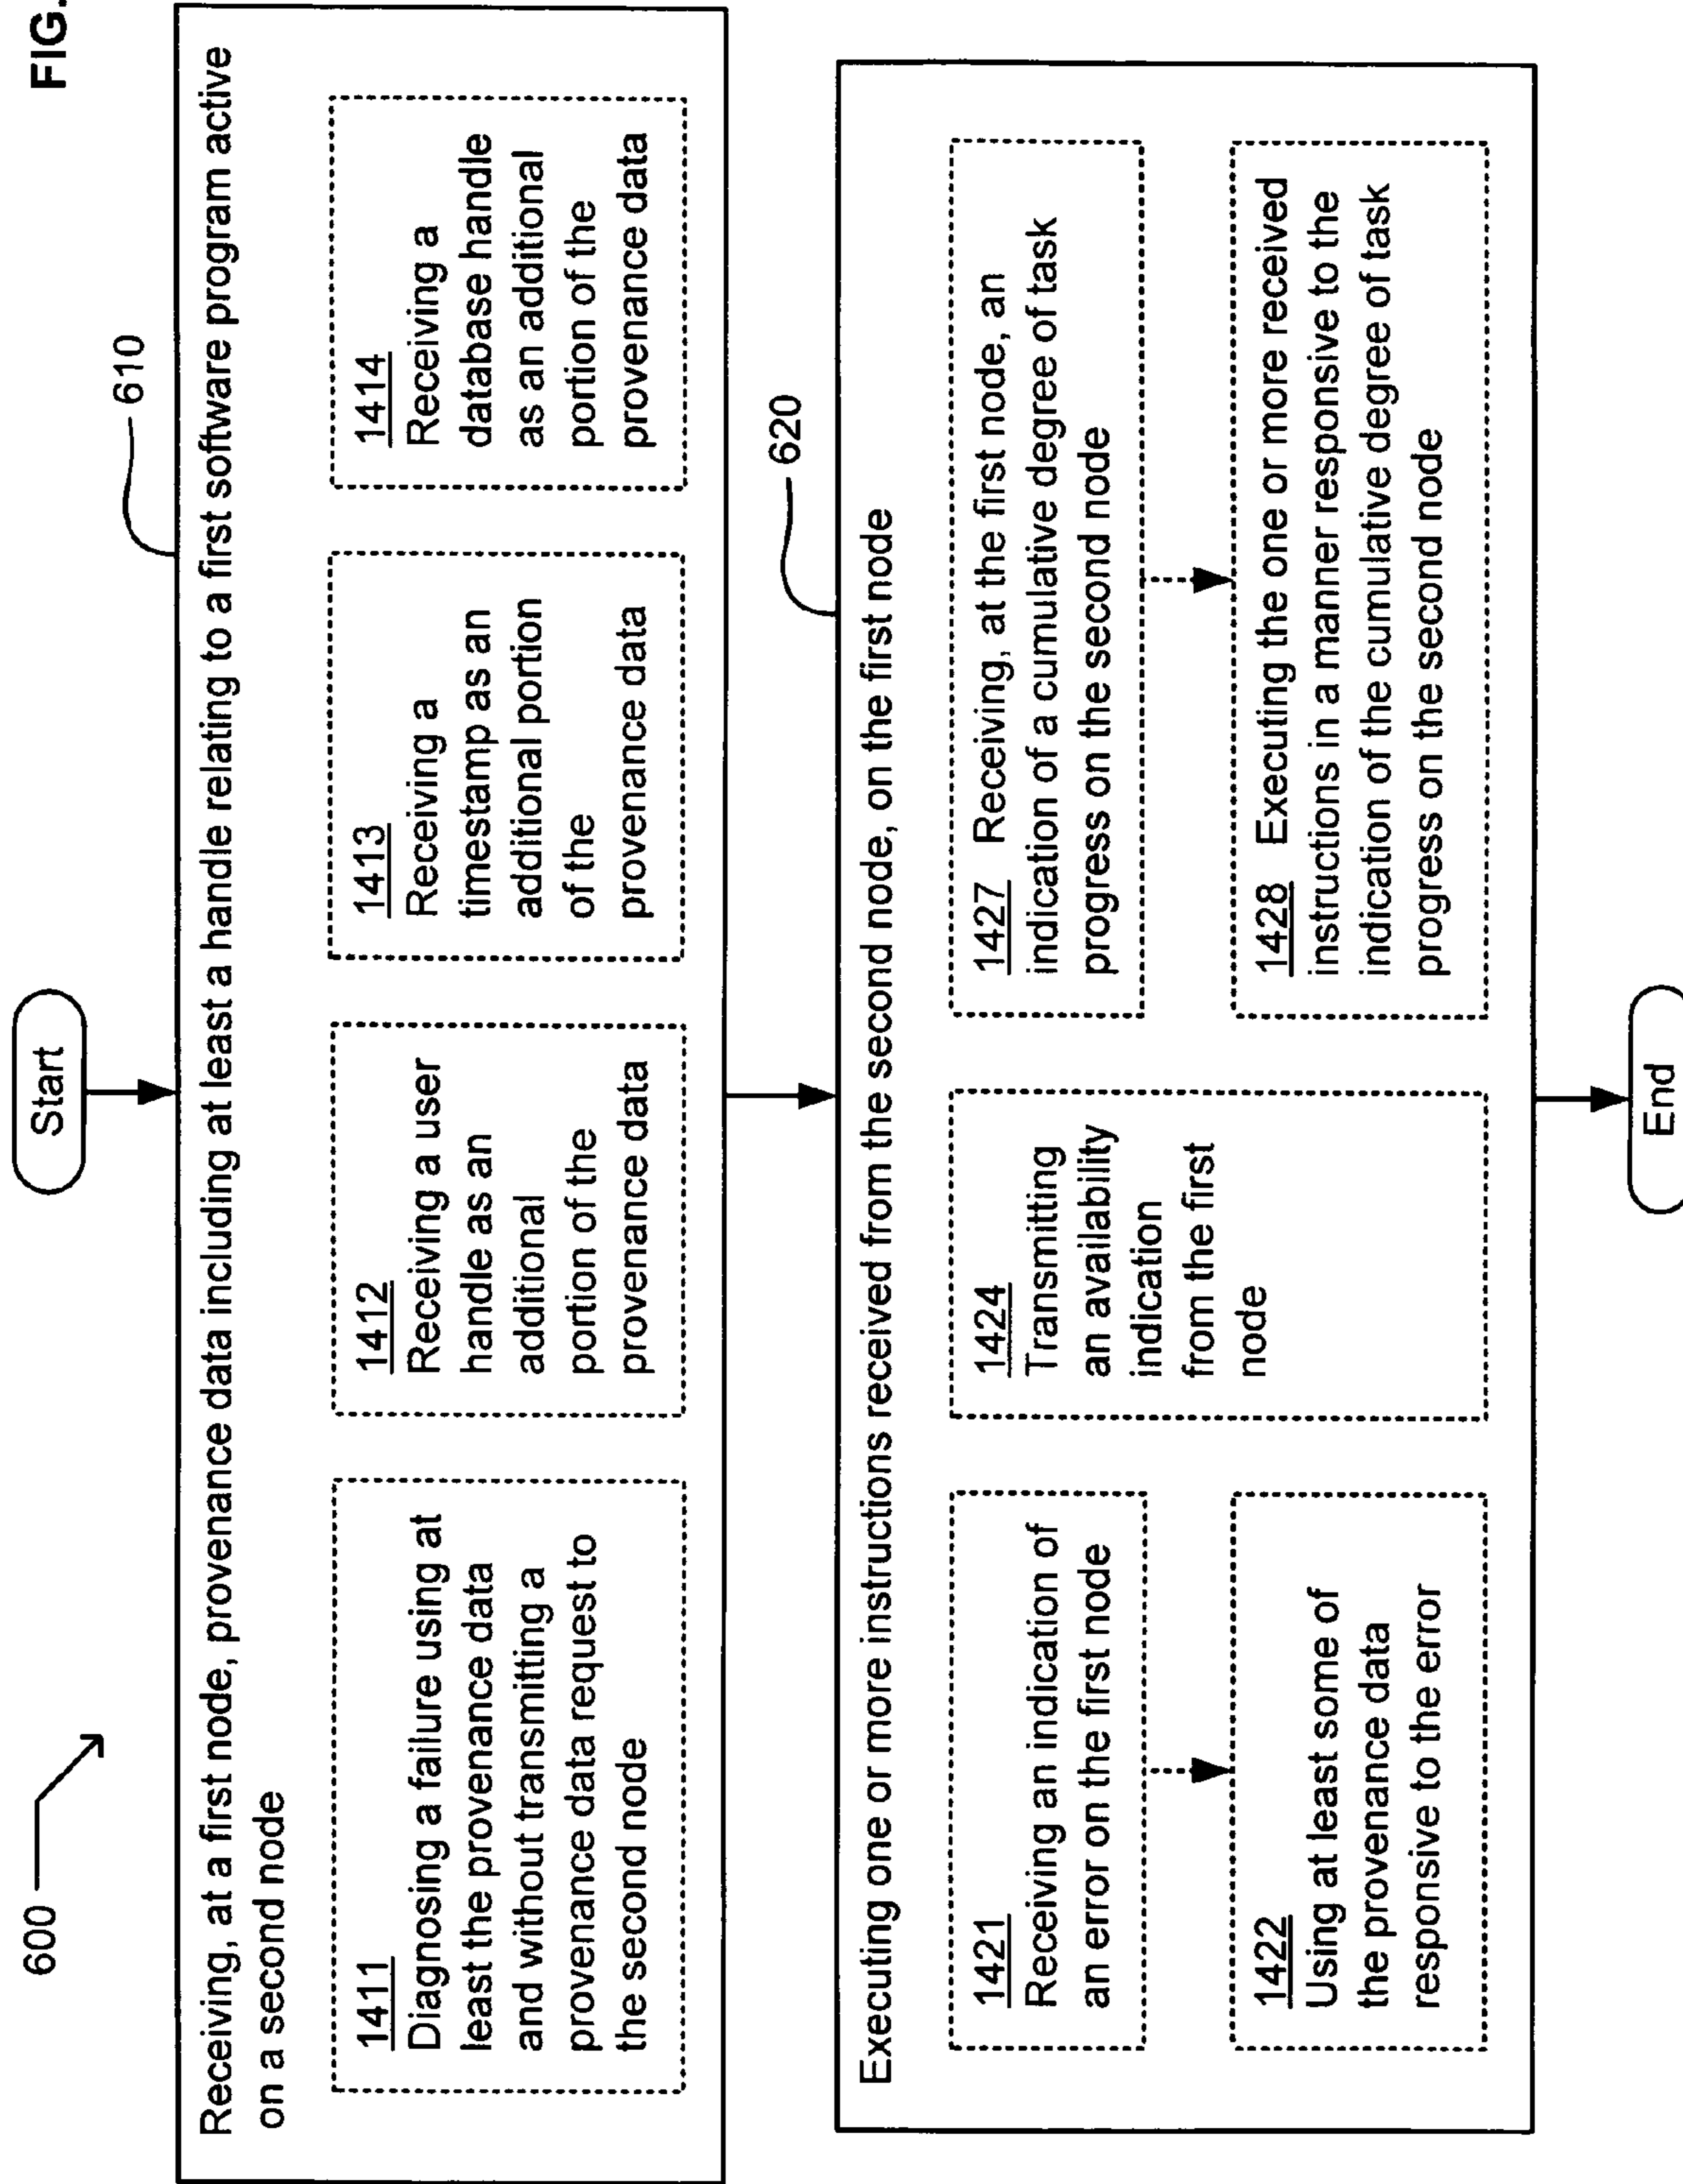 FIG.
600
Start
610
Receiving, at a first node, provenance data including at least a handle relating to a first software program active
on a second node
1411
Diagnosing a failure using at
least the provenance data
and without transmitting a
provenance data request to
the second node
1412
Receiving a user
handle as an
additional
portion of the
provenance data
1413
Receiving a
timestamp as an
additional portion
of the
provenance data
1414
Receiving a
database handle
as an additional
portion of the
provenance data
620
Executing one or more instructions received from the second node, on the first node
1421
Receiving an indication of
an error on the first node
1422
Using at least some of
the provenance data
responsive to the error
1424
Transmitting
an availability
indication
from the first
node
1427 Receiving, at the first node, an
indication of a cumulative degree of task
progress on the second node
1428 Executing the one or more received
instructions in a manner responsive to the
indication of the cumulative degree of task
progress on the second node
End